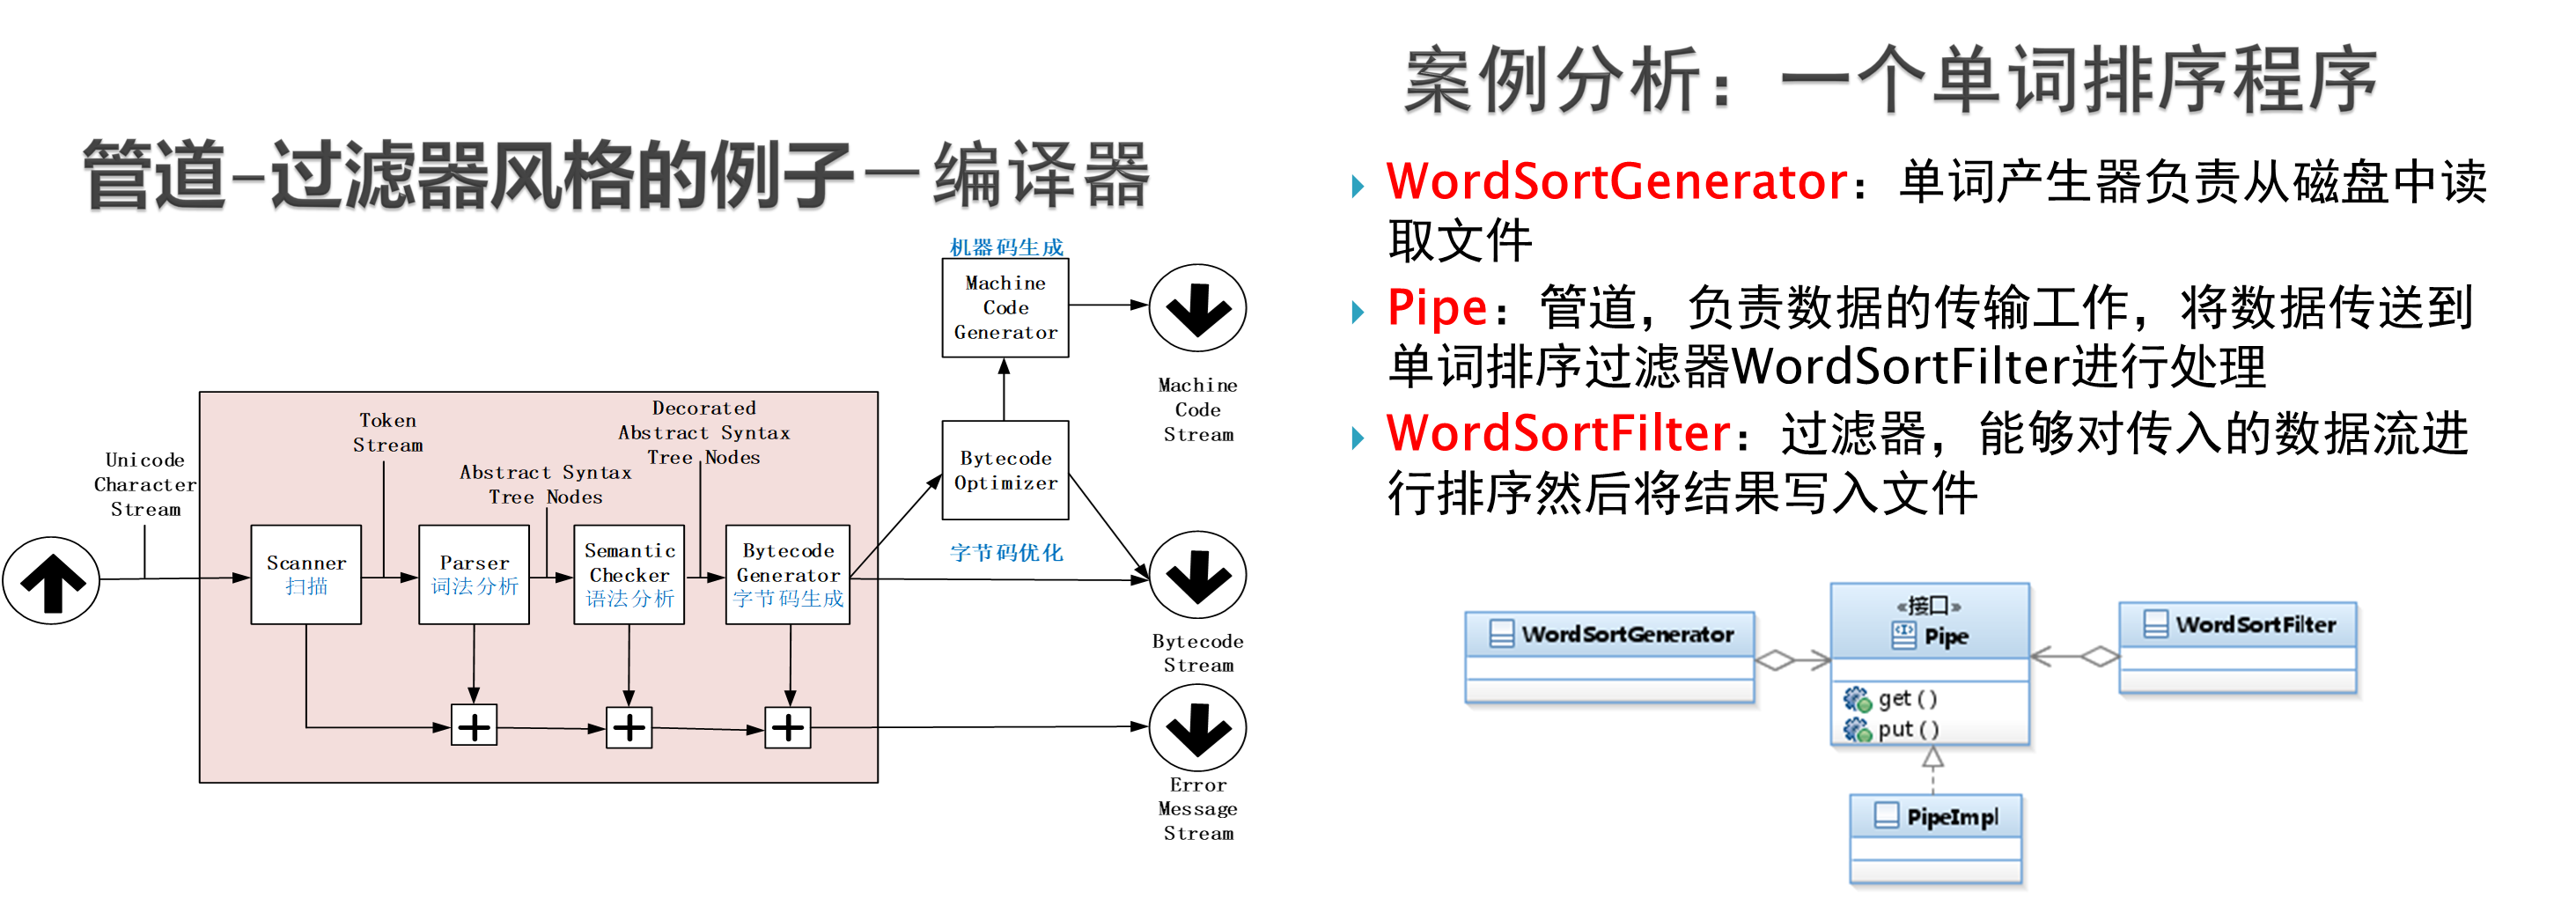 管道-过滤器风格的例子－编译器
机器码生成
Machine
Code
Generator
Machine
Code
Stream
Decorated
Abstract Syntax
Tree Nodes
Token
Stream
Abstract Syntax
Tree Nodes
Unicode
Character
Stream
Bytecode
Optimizer
字节码优化
Scanner
扫描
Parser
词法分析
Semantic
Checker
语法分析
Bytecode
Generator
字节码生成
Bytecode
Stream
Error
Message
Stream
案例分析：一个单词排序程序
WordSortGenerator：单词产生器负责从磁盘中读
取文件
Pipe：管道，负责数据的传输工作，将数据传送到
单词排序过滤器WordSortFilter进行处理
WordSortFilter：过滤器，能够对传入的数据流进
行排序然后将结果写入文件
WordSortGenerator
«接口»
Pipe
get ()
put ()
WordSortFilter
PipeImpl